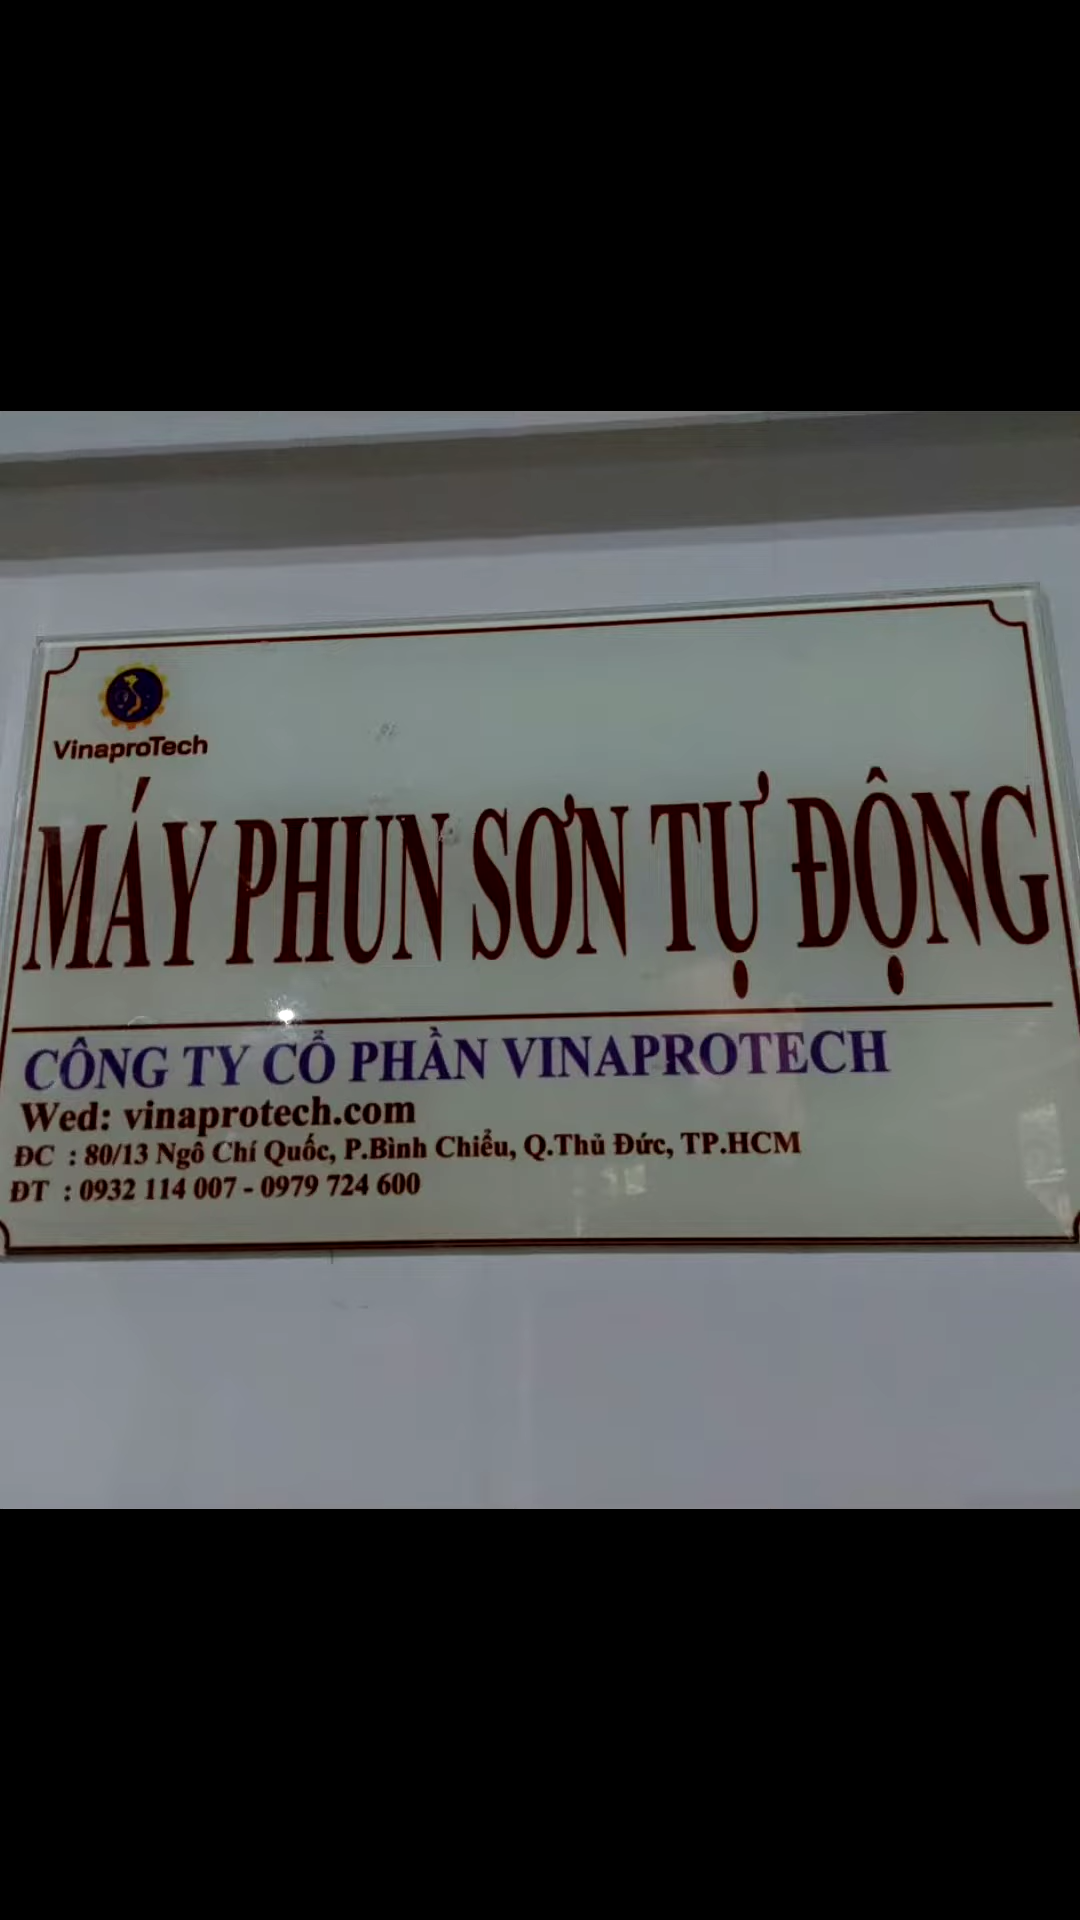 VinaproTech
MÁY PHUN SƠN TỰ ĐỘNG
CÔNG TY CỔ PHẦN VINAPROTECH
Wed: vinaprotech.com
ĐC : 80/13 Ngô Chí Quốc, P.Bình Chiểu, Q.Thủ Đức, TP.HCM
ĐT : 0932 114 007 - 0979 724 600